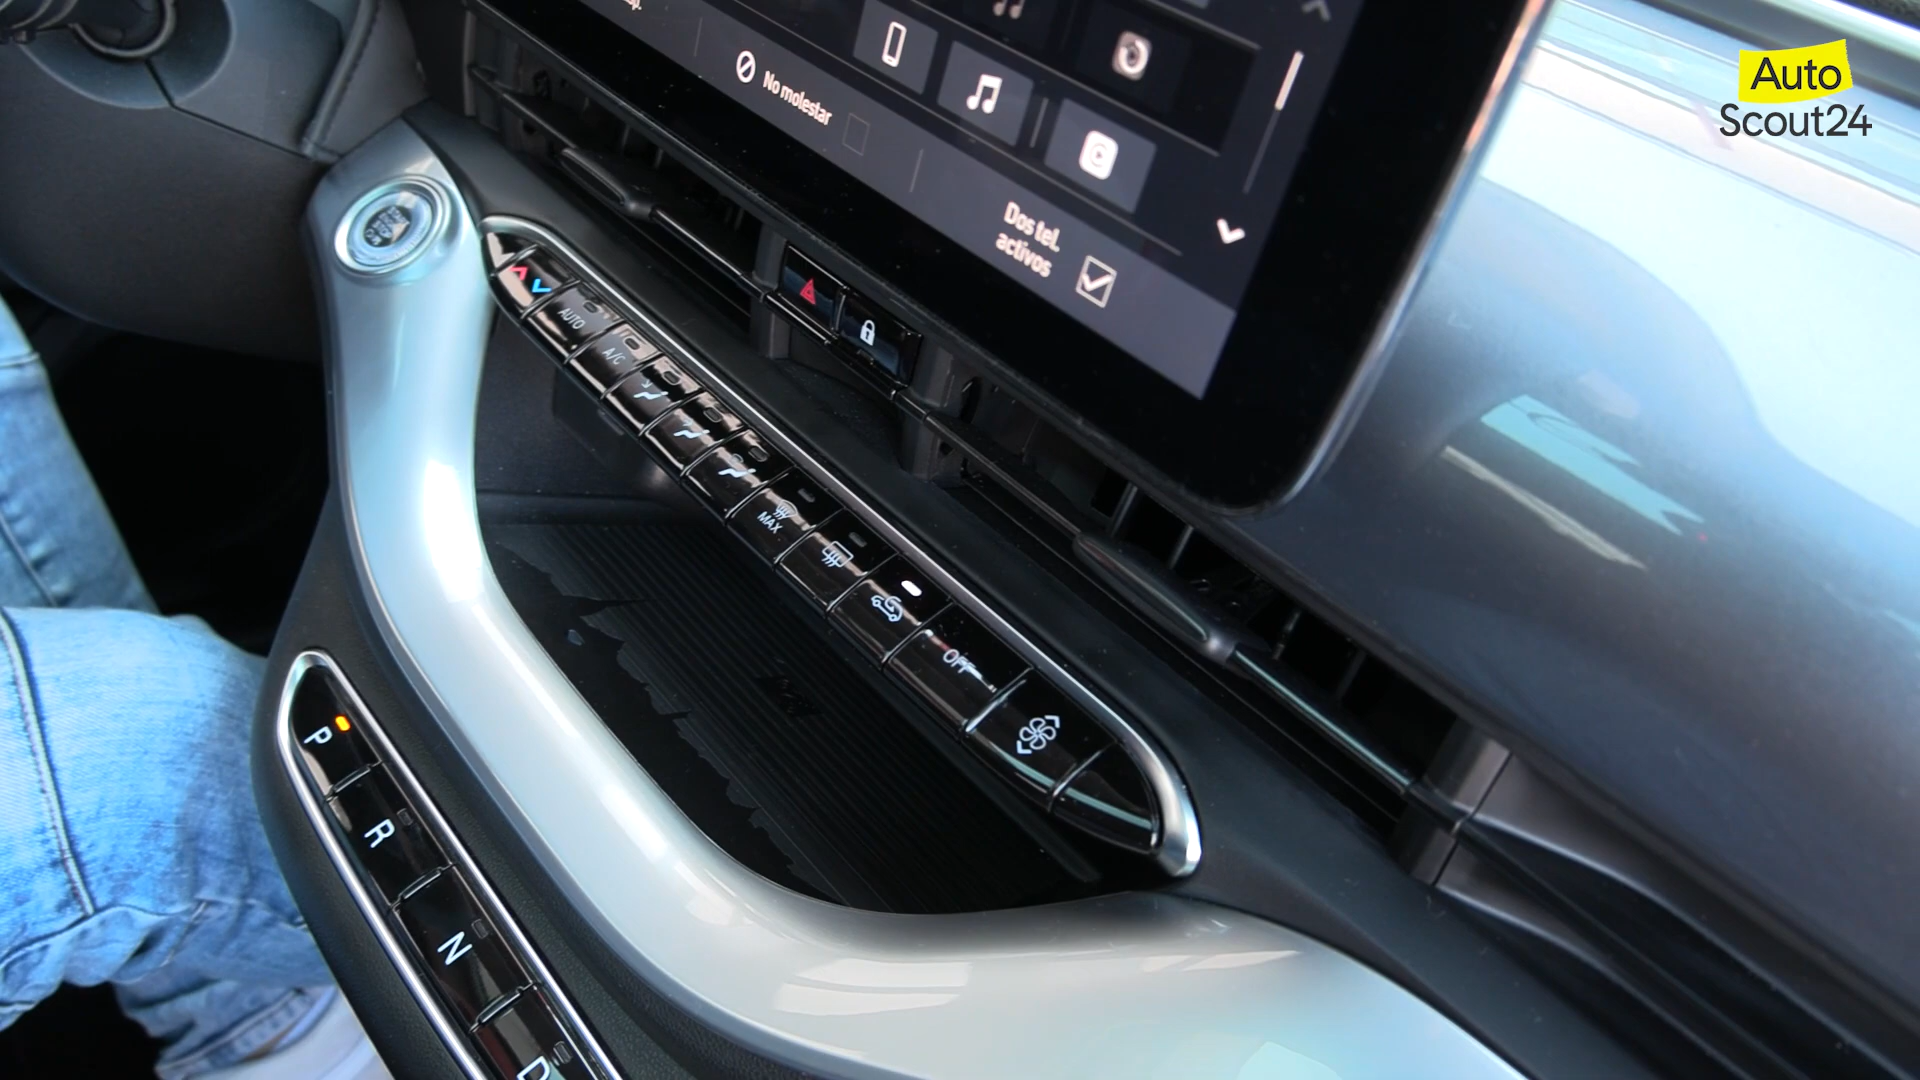 Auto
Scout24
No molestar
Dos tel.
activos
AUTO
A/C
MAX
OFF
P
R
N
D